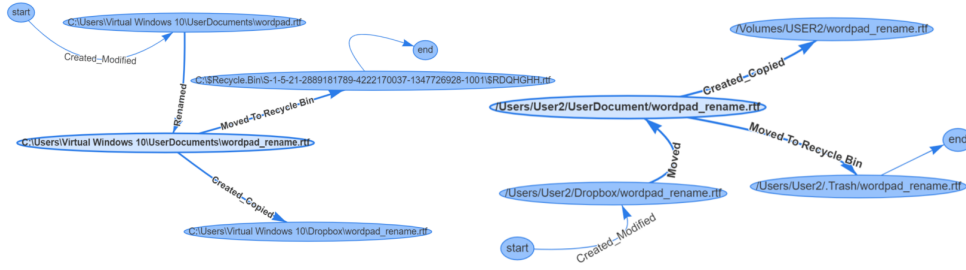 start
C:\Users\Virtual Windows 10\UserDocuments\wordpad.rtf
Created_Modified
end
C:\$Recycle.Bin\S-1-5-21-2889181789-4222170037-1347726928-1001\$RDQHGHH.rtf
Renamed
Moved To Recycle Bin
C:\Users\Virtual Windows 10\UserDocuments\wordpad_rename.rtf
Created_Copied
C:\Users\Virtual Windows 10\Dropbox\wordpad_rename.rtf
/Volumes/USER2/wordpad_rename.rtf
Created_Copied
/Users/User2/UserDocument/wordpad_rename.rtf
Moved To Recycle Bin
end
Moved
/Users/User2/.Trash/wordpad_rename.rtf
/Users/User2/Dropbox/wordpad_rename.rtf
Created_Modified
start